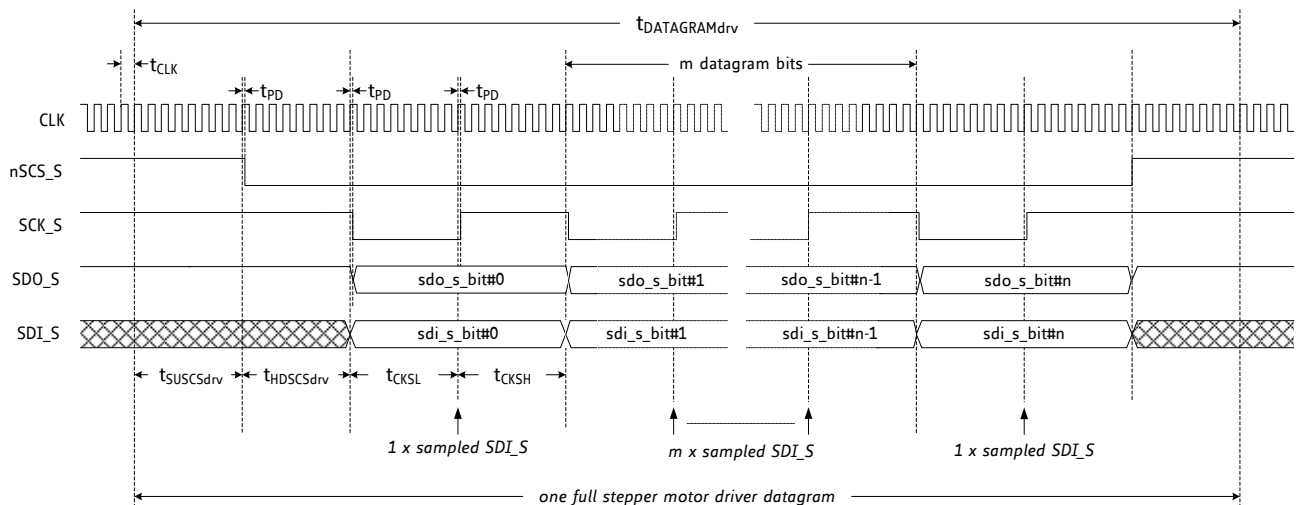 tDATAGRAMdrv
tCLK
m datagram bits
tPD tPD tPD
CLK
nSCS_S
SCK_S
SDO_S sdo_s_bit#0 sdo_s_bit#1 sdo_s_bit#n-1 sdo_s_bit#n
SDI_S sdi_s_bit#0 sdi_s_bit#1 sdi_s_bit#n-1 sdi_s_bit#n
tSUSCSdrv tHDSCSdrv tCKSL tCKSH
1 x sampled SDI_S m x sampled SDI_S 1 x sampled SDI_S
one full stepper motor driver datagram